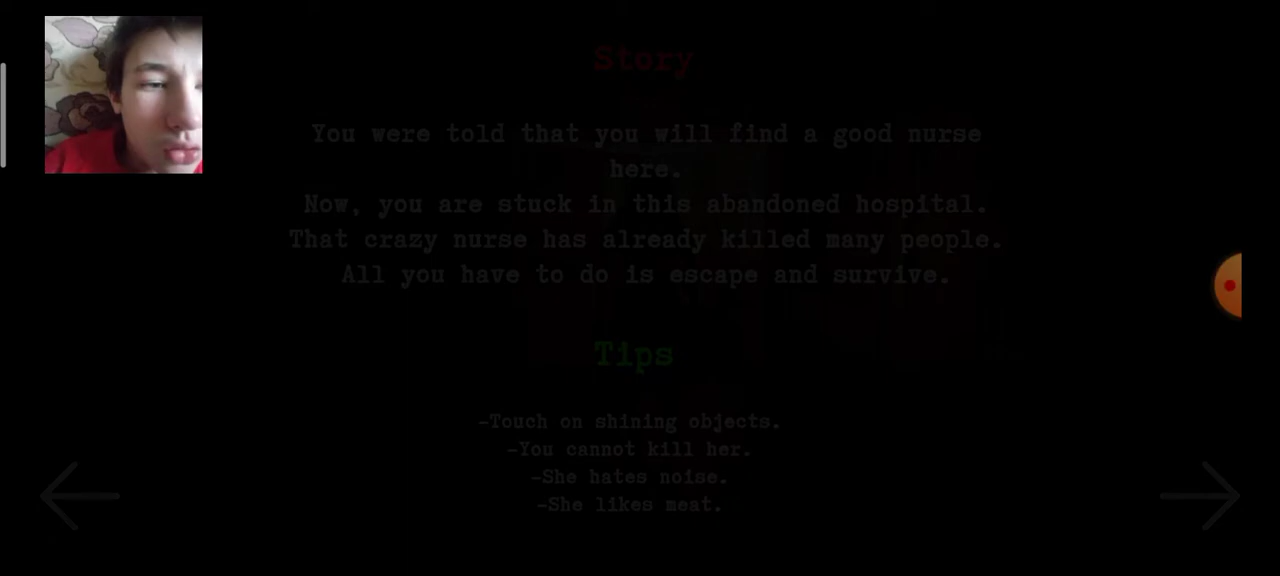 Story
You were told that you will find a good nurse
here.
Now, you are stuck in this abandoned hospital.
That crazy nurse has already killed many people.
All you have to do is escape and survive.
Tips
-Touch on shining objects.
-You cannot kill her.
-She hates noise.
-She likes meat.